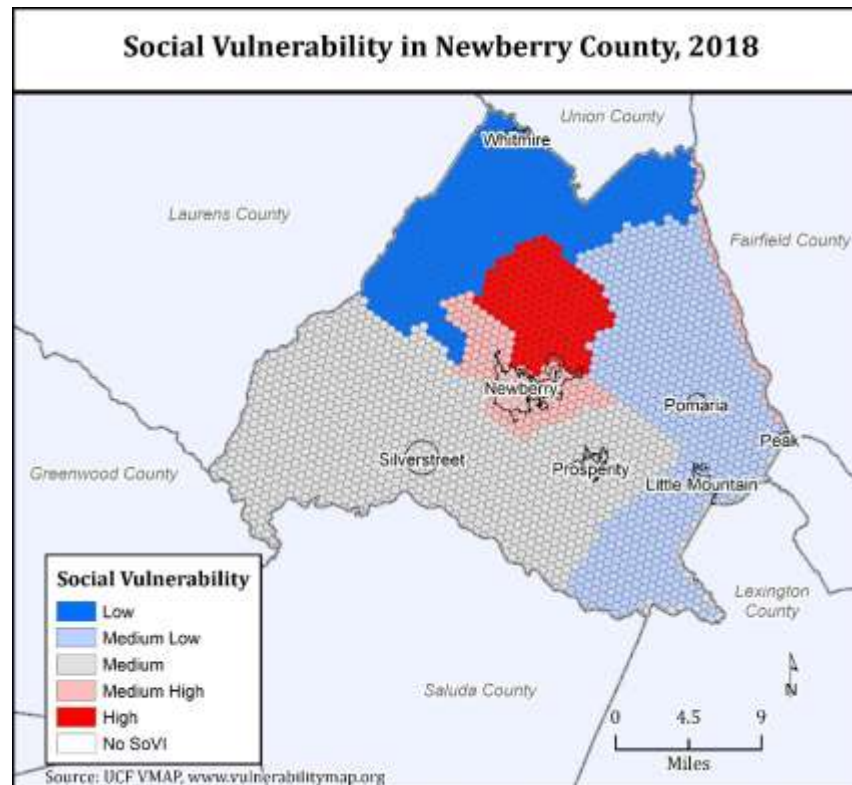 Social Vulnerability in Newberry County, 2018
Union County
Whitmire
Laurens County
Fairfield County
Newberry
Pomaria
Peak
Silverstreet
Prosperity
Greenwood County
Little Mountain
Social Vulnerability
Low
Medium Low
Medium
Medium High
High
No SoVI
Lexington
County
Saluda County
N
0 4.5 9
Miles
Source: UCF VMAP, www.vulnerabilitymap.org